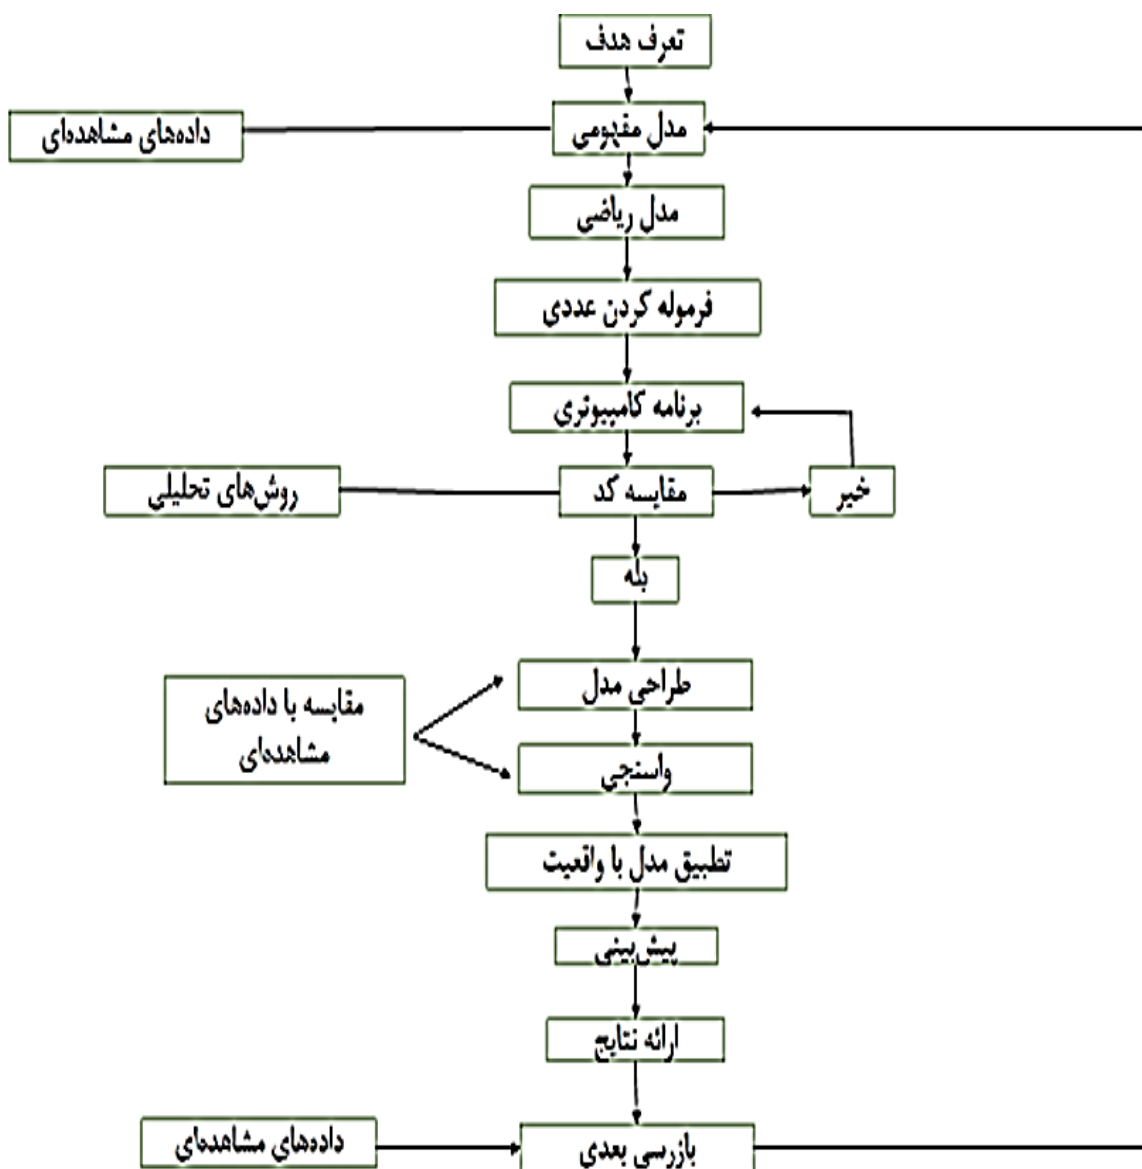 تعرف هدف
داده‌های مشاهده‌ای
مدل مفهومی
مدل ریاضی
فرموله کردن عددی
برنامه کامپیوتری
روش‌های تحلیلی
مقایسه کد
خیر
بله
طراحی مدل
مقایسه با داده‌های
مشاهده‌ای
واسنجی
تطبیق مدل با واقعیت
پیش‌بینی
ارائه نتایج
داده‌های مشاهده‌ای
بازرسی بعدی